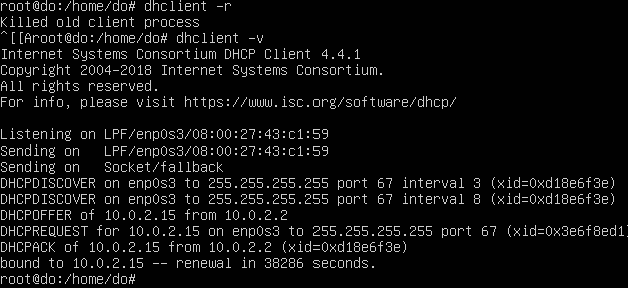 root@do:/home/do# dhclient -r
Killed old client process
^[[Aroot@do:/home/do# dhclient -v
Internet Systems Consortium DHCP Client 4.4.1
Copyright 2004-2018 Internet Systems Consortium.
All rights reserved.
For info, please visit https://www.isc.org/software/dhcp/

Listening on LPF/enp0s3/08:00:27:43:c1:59
Sending on   LPF/enp0s3/08:00:27:43:c1:59
Sending on   Socket/fallback
DHCPDISCOVER on enp0s3 to 255.255.255.255 port 67 interval 3 (xid=0xd18e6f3e)
DHCPDISCOVER on enp0s3 to 255.255.255.255 port 67 interval 8 (xid=0xd18e6f3e)
DHCPOFFER of 10.0.2.15 from 10.0.2.2
DHCPREQUEST for 10.0.2.15 on enp0s3 to 255.255.255.255 port 67 (xid=0x3e6f8ed1)
DHCPACK of 10.0.2.15 from 10.0.2.2 (xid=0xd18e6f3e)
bound to 10.0.2.15 -- renewal in 38286 seconds.
root@do:/home/do#